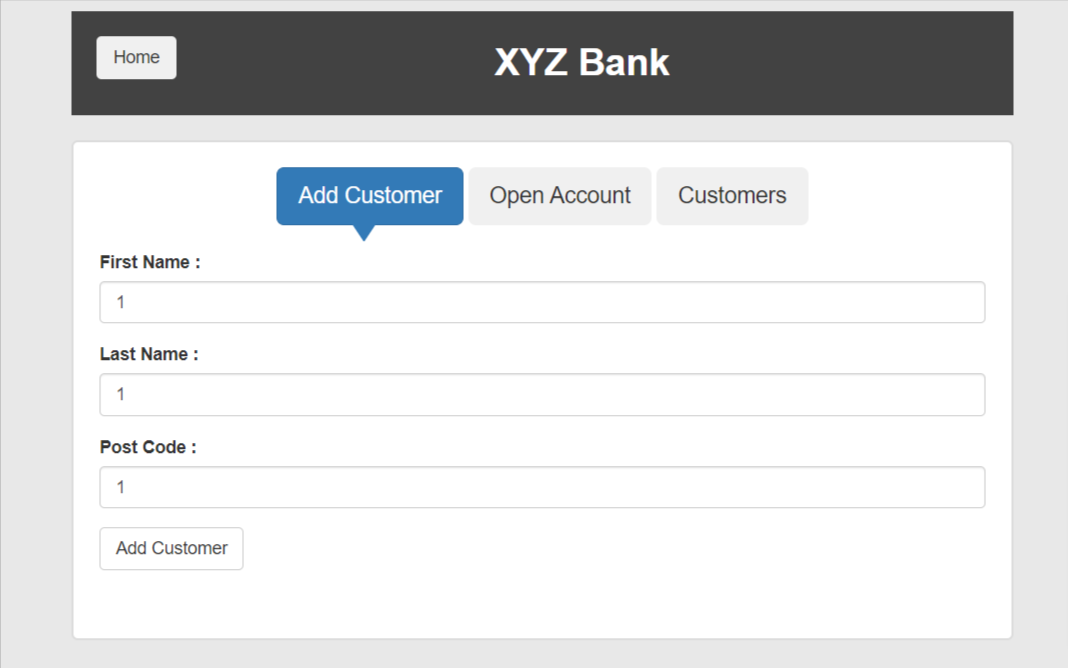 Home
XYZ Bank
Add Customer
Open Account
Customers
First Name :
1
Last Name :
1
Post Code :
1
Add Customer